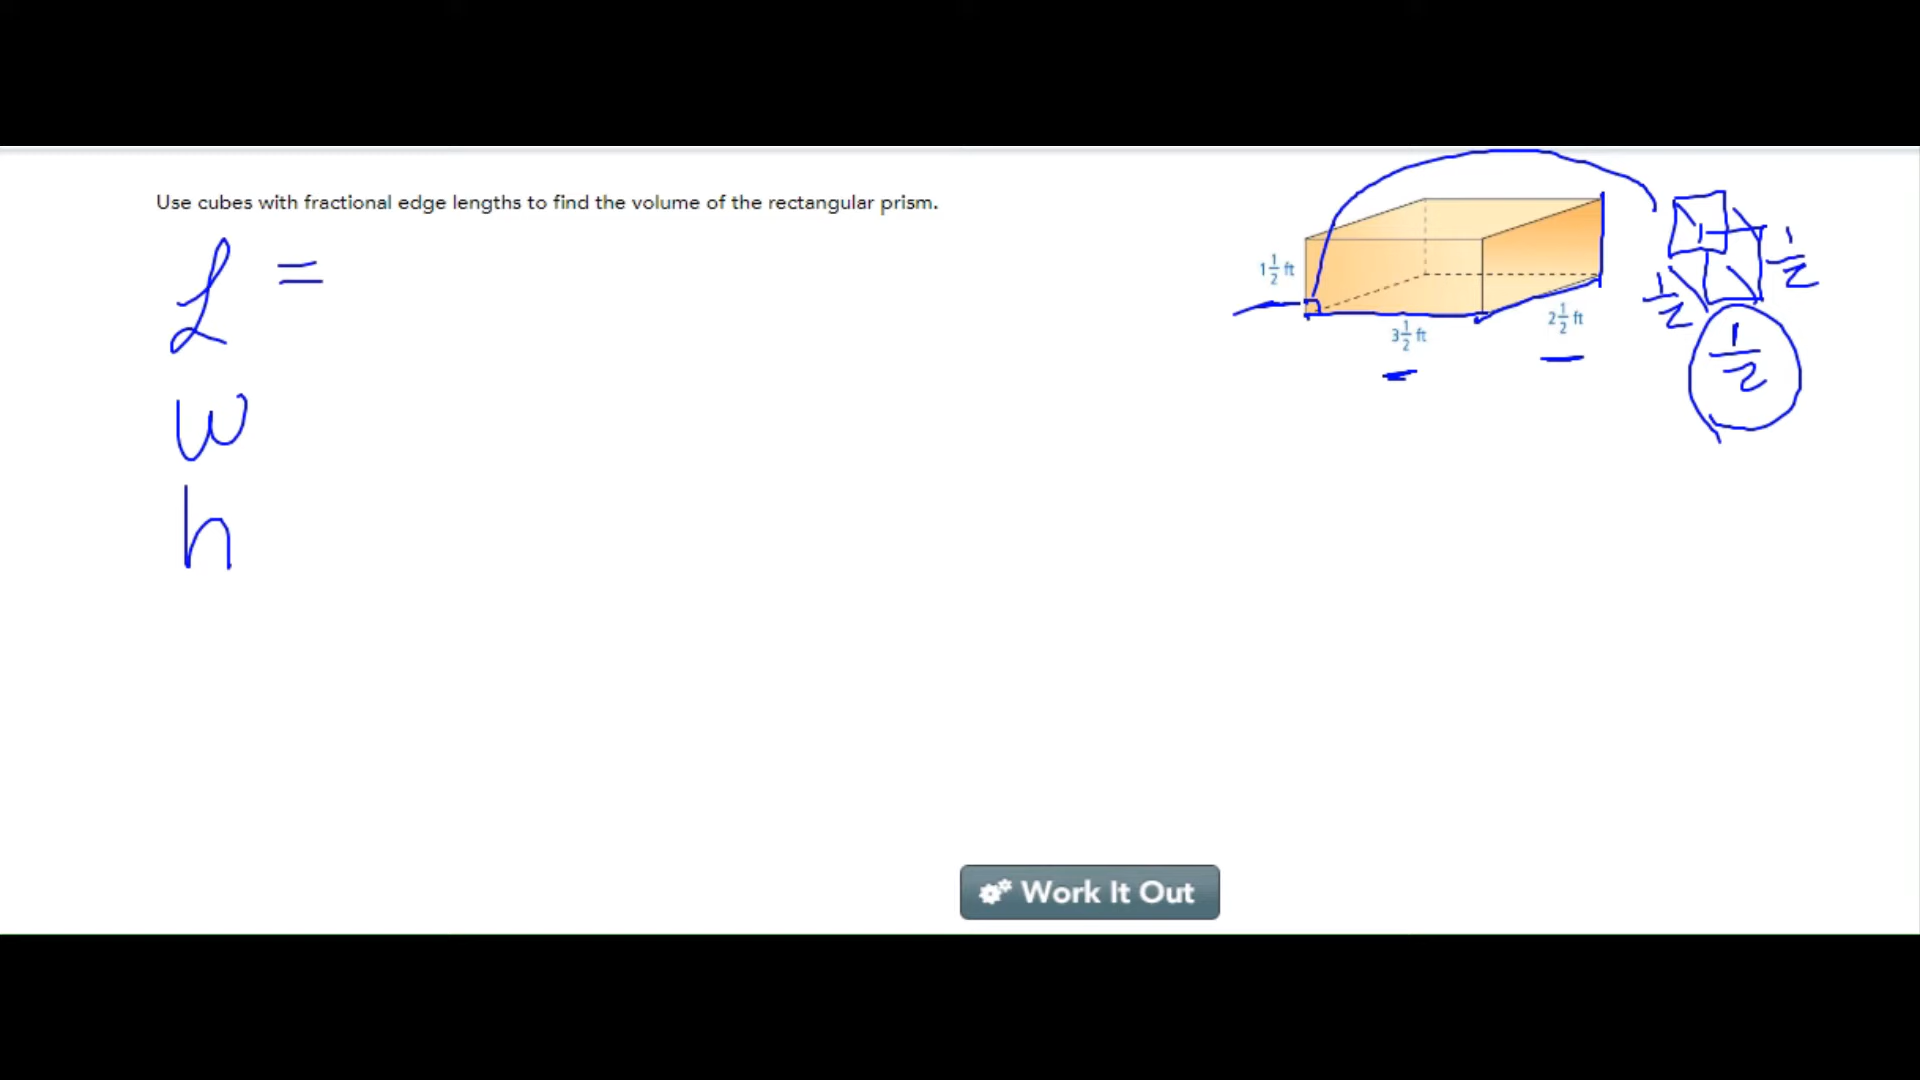 Use cubes with fractional edge lengths to find the volume of the rectangular prism.
l =
w
h
1 1/2 ft
3 1/2 ft
2 1/2 ft
1/2
1/2
1/2
Work It Out